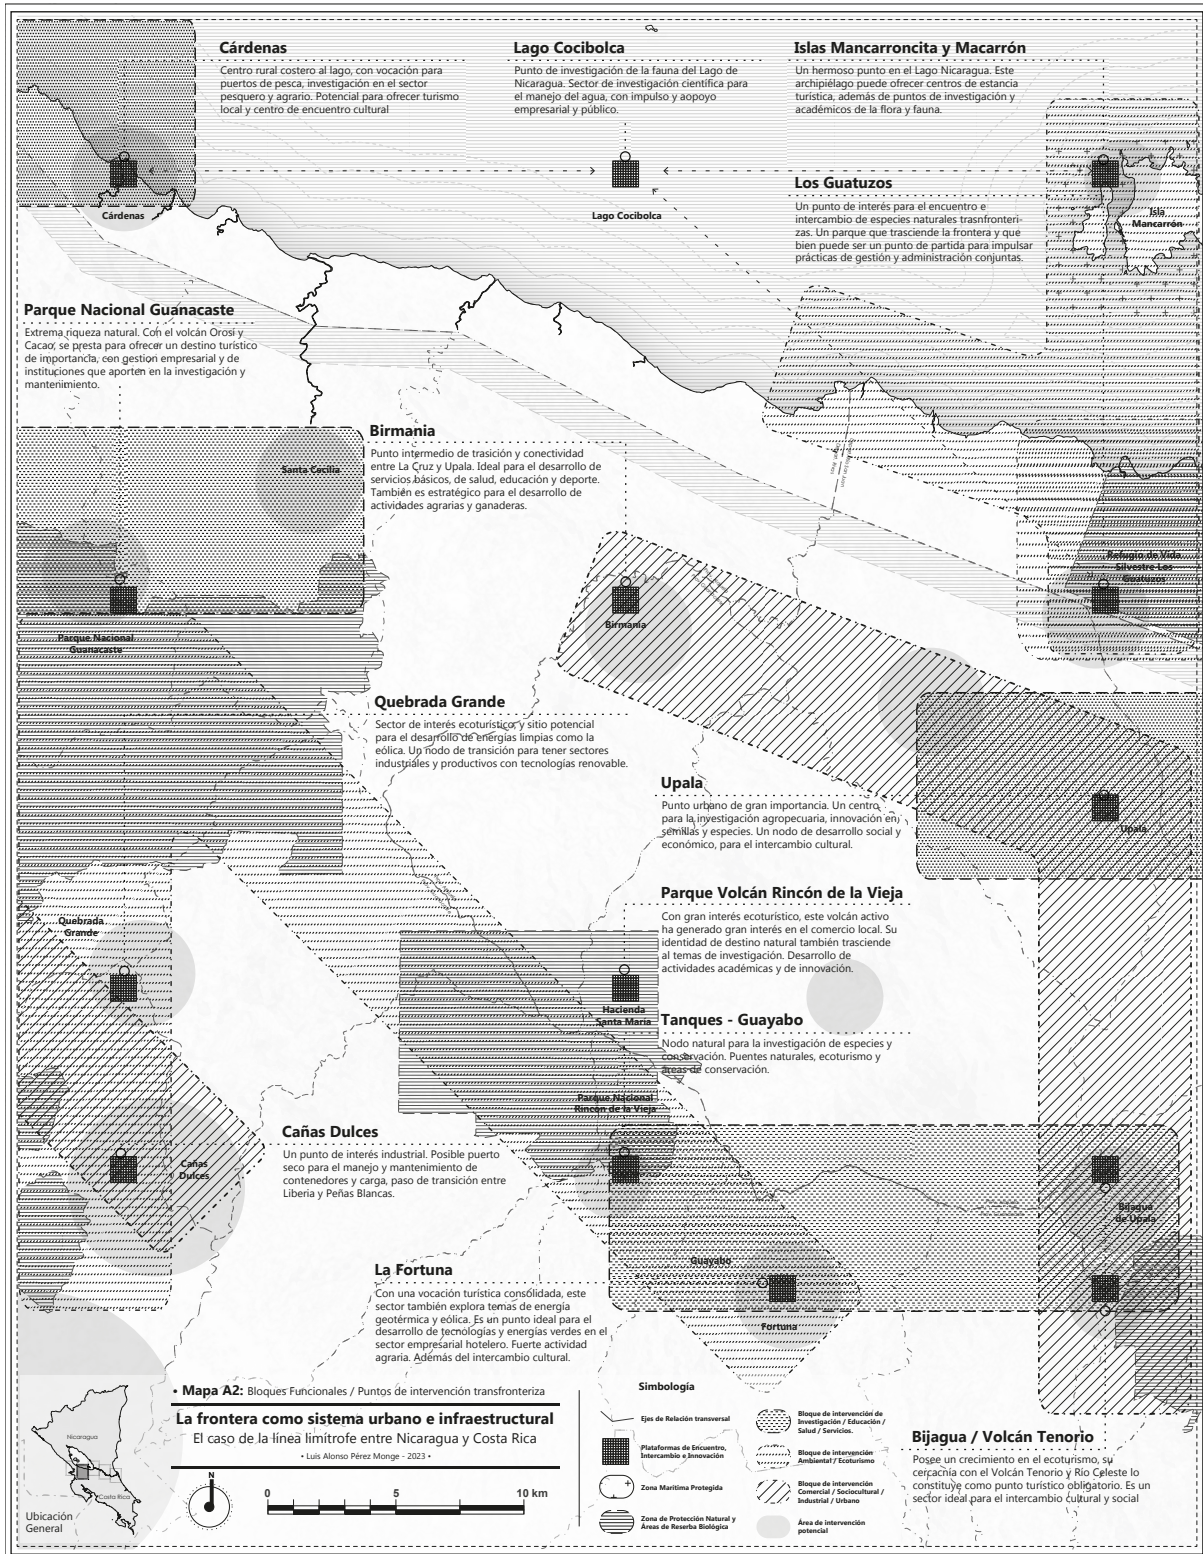 Cárdenas
Centro rural costero al lago, con vocación para
puertos de pesca, investigación en el sector
pesquero y agrario. Potencial para ofrecer turismo
local y centro de encuentro cultural
Lago Cocibolca
Punto de investigación de la fauna del Lago de
Nicaragua. Sector de investigación científica para
el manejo del agua, con impulso y aopoyo
empresarial y público.
Islas Mancarroncita y Macarrón
Un hermoso punto en el Lago Nicaragua. Este
archipiélago puede ofrecer centros de estancia
turística, además de puntos de investigación y
académicos de la flora y fauna.
Cárdenas
Lago Cocibolca
Isla
Mancarrón
Los Guatuzos
Un punto de interés para el encuentro e
intercambio de especies naturales trasnfronteri-
zas. Un parque que trasciende la frontera y que
bien puede ser un punto de partida para impulsar
prácticas de gestión y administración conjuntas.
Parque Nacional Guanacaste
Extrema riqueza natural. Con el volcán Orosi y
Cacao, se presta para ofrecer un destino turístico
de importancia, con gestion empresarial y de
instituciones que aporten en la investigación y
mantenimiento.
Santa Cecilia
Birmania
Punto intermedio de trasición y conectividad
entre La Cruz y Upala. Ideal para el desarrollo de
servicios básicos, de salud, educación y deporte.
También es estratégico para el desarrollo de
actividades agrarias y ganaderas.
Refugio de Vida
Silvestre Los
Guatuzos
Birmania
Parque Nacional
Guanacaste
Quebrada Grande
Sector de interés ecoturístico, y sitio potencial
para el desarrollo de energías limpias como la
eólica. Un nodo de transición para tener sectores
industriales y productivos con tecnologías renovable.
Upala
Punto urbano de gran importancia. Un centro
para la investigación agropecuaria, innovación en
semillas y especies. Un nodo de desarrollo social y
económico, para el intercambio cultural.
Upala
Parque Volcán Rincón de la Vieja
Con gran interés ecoturístico, este volcán activo
ha generado gran interés en el comercio local. Su
identidad de destino natural también trasciende
al temas de investigación. Desarrollo de
actividades académicas y de innovación.
Quebrada
Grande
Hacienda
Santa María
Tanques - Guayabo
Nodo natural para la investigación de especies y
conservación. Puentes naturales, ecoturismo y
áreas de conservación.
Parque Nacional
Rincón de la Vieja
Cañas Dulces
Un punto de interés industrial. Posible puerto
seco para el manejo y mantenimiento de
contenedores y carga, paso de transición entre
Liberia y Peñas Blancas.
Cañas
Dulces
Bijagua
de Upala
Guayabo
Fortuna
La Fortuna
Con una vocación turística consolidada, este
sector también explora temas de energía
geotérmica y eólica. Es un punto ideal para el
desarrollo de tecnologías y energías verdes en el
sector empresarial hotelero. Fuerte actividad
agraria. Además del intercambio cultural.
• Mapa A2: Bloques Funcionales / Puntos de intervención transfronteriza
La frontera como sistema urbano e infraestructural
El caso de la línea limítrofe entre Nicaragua y Costa Rica
• Luis Alonso Pérez Monge - 2023 •
Nicaragua
Costa Rica
Ubicación
General
N
0 5 10 km
Simbología
Ejes de Relación transversal
Plataformas de Encuentro,
Intercambio e Innovación
Zona Marítima Protegida
Zona de Protección Natural y
Áreas de Reserba Biológica
Bloque de intervención de
Investigación / Educación /
Salud / Servicios.
Bloque de intervención
Ambiental / Ecoturismo
Bloque de intervención
Comercial / Sociocultural /
Industrial / Urbano
Área de intervención
potencial
Bijagua / Volcán Tenorio
Posee un crecimiento en el ecoturismo, su
cercacnia con el Volcán Tenorio y Río Celeste lo
constituye como punto turístico obligatorio. Es un
sector ideal para el intercambio cultural y social